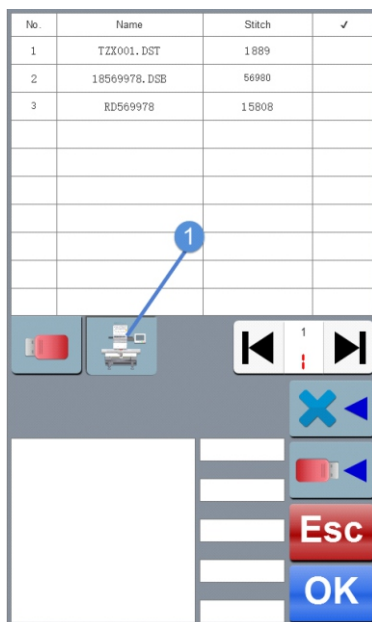 No. Name Stitch ✓
1 TZX001.DST 1889
2 18569978.DSB 56980
3 RD569978 15808
1
1
Esc
OK